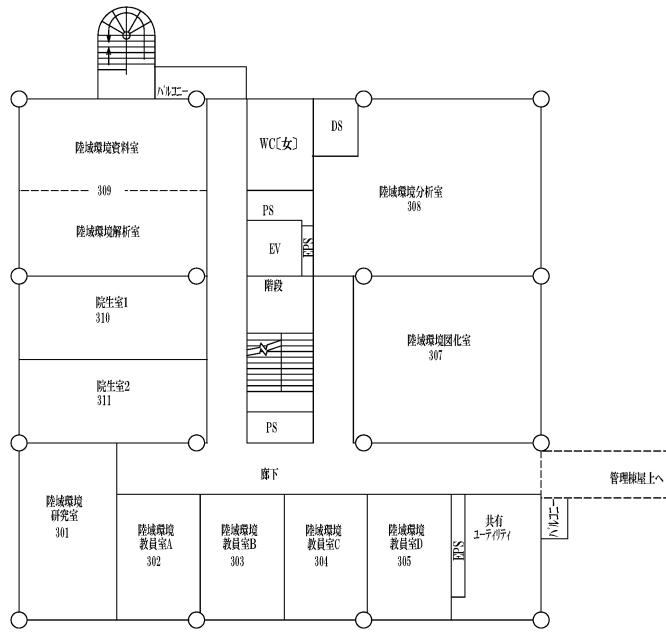 バルコニー
陸域環境資料室
309
陸域環境解析室
WC〔女〕
DS
陸域環境分析室
308
PS
EV
EPS
階段
院生室1
310
陸域環境図化室
307
院生室2
311
PS
廊下
管理棟屋上へ
陸域環境
研究室
301
陸域環境
教員室A
302
陸域環境
教員室B
303
陸域環境
教員室C
304
陸域環境
教員室D
305
EPS
共有
ユーティリティ
バルコニー